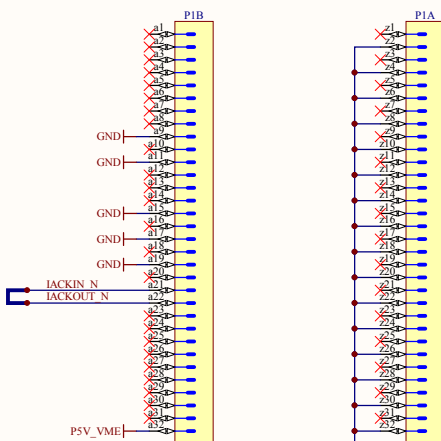 P1B
a1
a2
a3
a4
a5
a6
a7
a8
GND a9
a10
GND a11
a12
a13
a14
GND a15
a16
GND a17
a18
GND a19
a20
IACKIN_N a21
IACKOUT_N a22
a23
a24
a25
a26
a27
a28
a29
a30
a31
P5V_VME a32
P1A
z1
z2
z3
z4
z5
z6
z7
z8
z9
z10
z11
z12
z13
z14
z15
z16
z17
z18
z19
z20
z21
z22
z23
z24
z25
z26
z27
z28
z29
z30
z31
z32